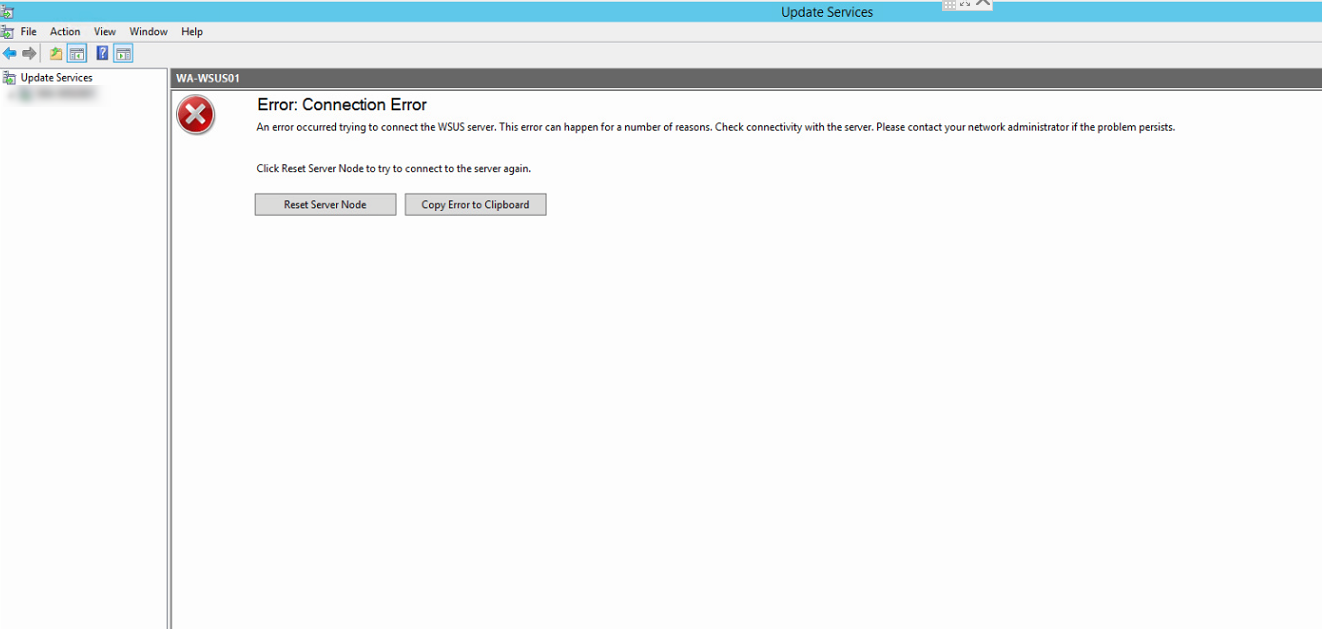 Update Services
File Action View Window Help
Update Services
WA-WSUS01
Error: Connection Error
An error occurred trying to connect the WSUS server. This error can happen for a number of reasons. Check connectivity with the server. Please contact your network administrator if the problem persists.
Click Reset Server Node to try to connect to the server again.
Reset Server Node Copy Error to Clipboard